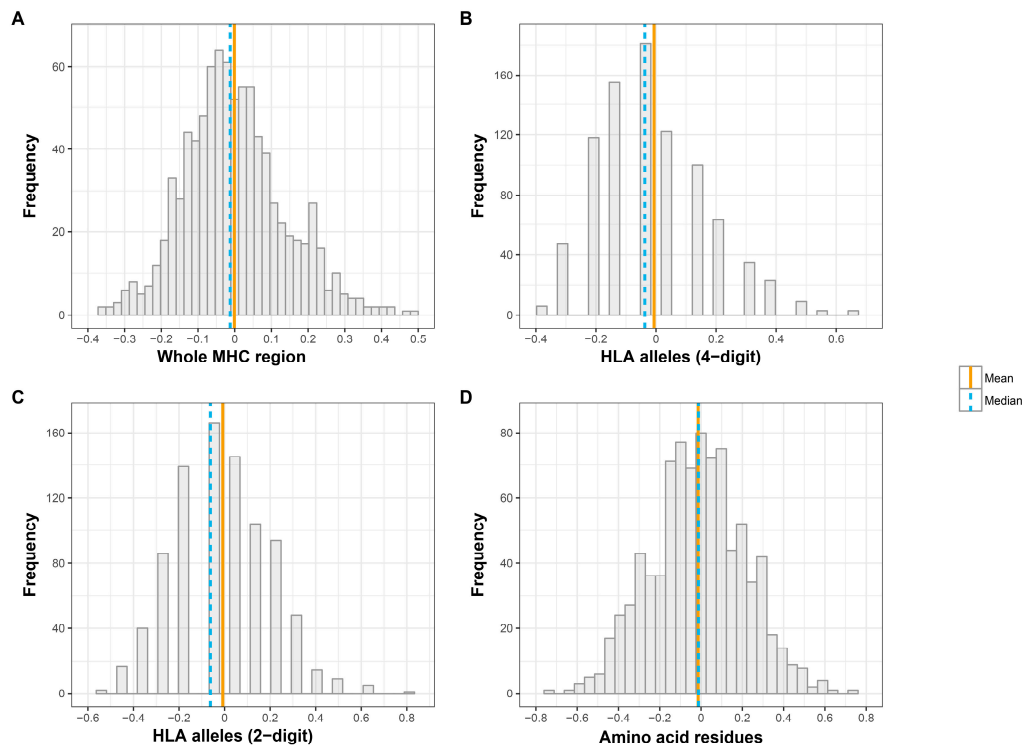 A
Frequency
60
40
20
0
−0.4 −0.3 −0.2 −0.1 0 0.1 0.2 0.3 0.4 0.5
Whole MHC region
B
Frequency
160
120
80
40
0
−0.4 −0.2 0 0.2 0.4 0.6
HLA alleles (4−digit)
Mean
Median
C
Frequency
160
120
80
40
0
−0.6 −0.4 −0.2 0 0.2 0.4 0.6 0.8
HLA alleles (2−digit)
D
Frequency
80
60
40
20
0
−0.8 −0.6 −0.4 −0.2 0 0.2 0.4 0.6 0.8
Amino acid residues